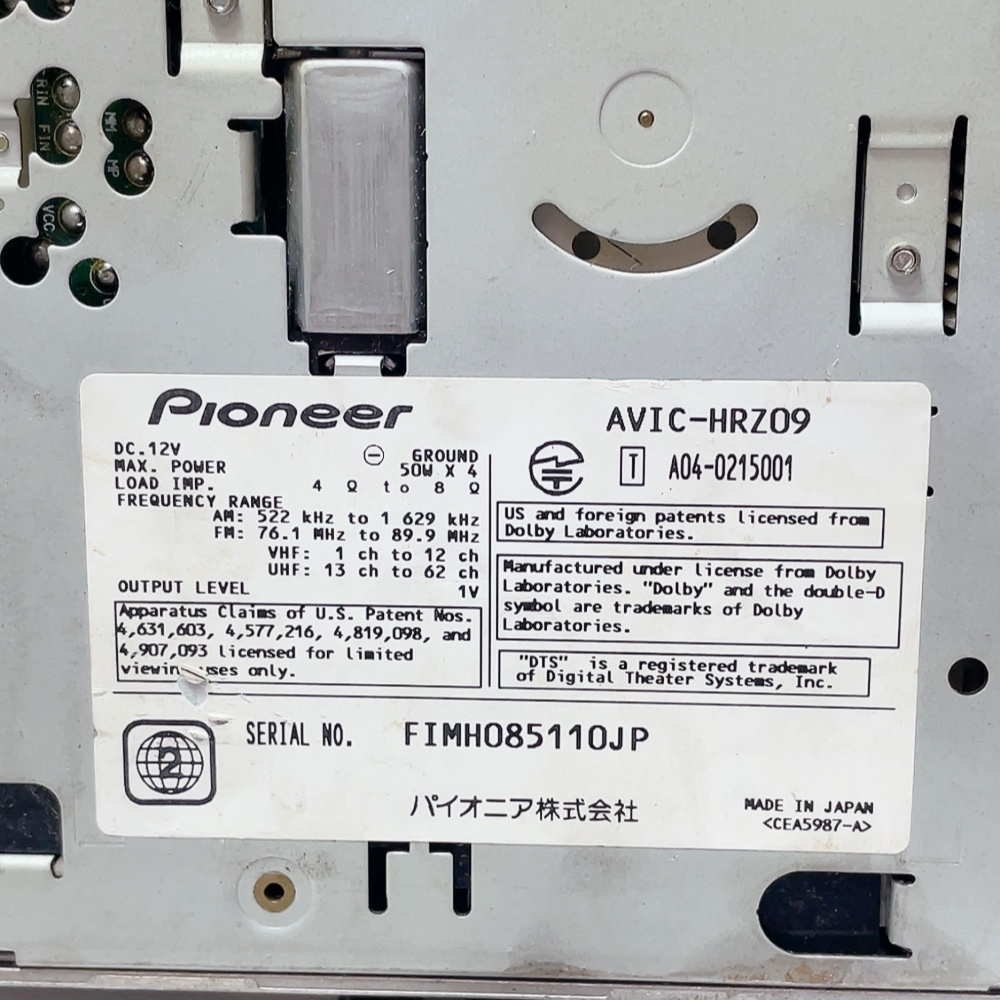 RIN FIN
MM MP
VCC
Pioneer
AVIC-HRZ09
DC.12V ⊖ GROUND
MAX. POWER 50W X 4
LOAD IMP. 4 Ω to 8 Ω
FREQUENCY RANGE
AM: 522 kHz to 1 629 kHz
FM: 76.1 MHz to 89.9 MHz
VHF: 1 ch to 12 ch
UHF: 13 ch to 62 ch
OUTPUT LEVEL 1V
Apparatus Claims of U.S. Patent Nos.
4,631,603, 4,577,216, 4,819,098, and
4,907,093 licensed for limited
viewing uses only.
T A04-0215001
US and foreign patents licensed from
Dolby Laboratories.
Manufactured under license from Dolby
Laboratories. "Dolby" and the double-D
symbol are trademarks of Dolby
Laboratories.
"DTS" is a registered trademark
of Digital Theater Systems, Inc.
2
SERIAL NO. FIMH085110JP
パイオニア株式会社
MADE IN JAPAN
<CEA5987-A>